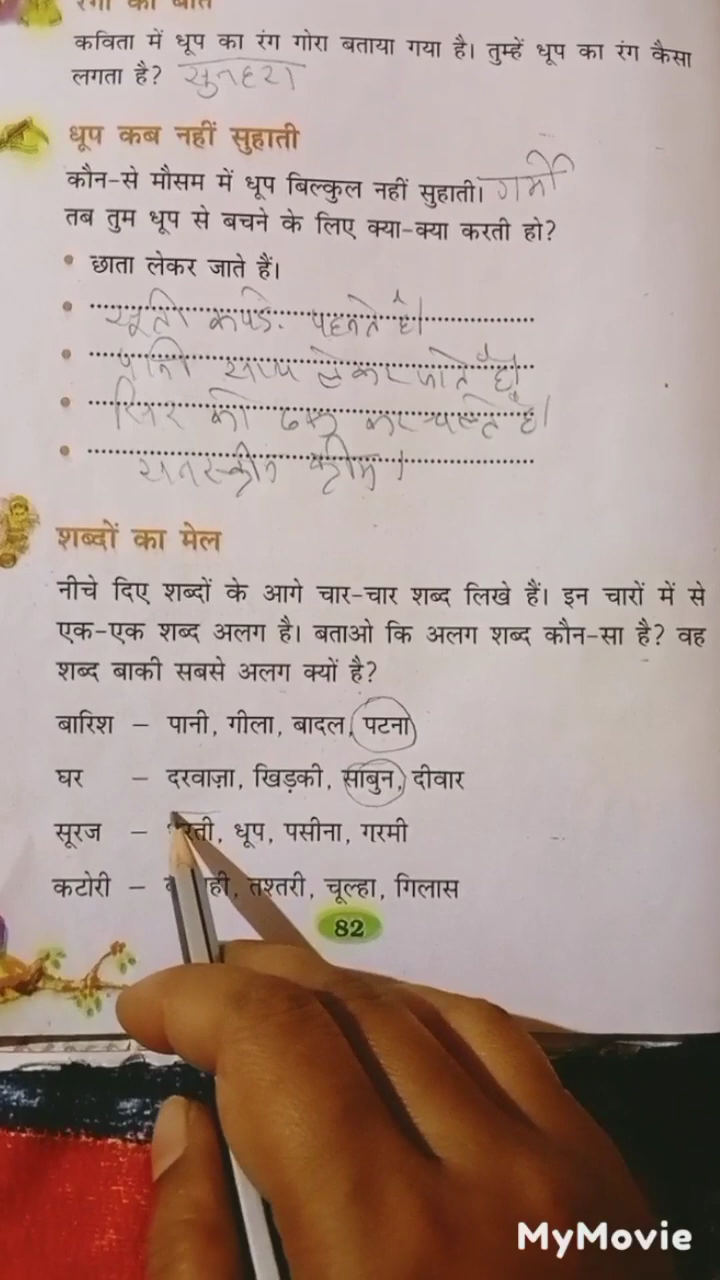 रंगों की बात
कविता में धूप का रंग गोरा बताया गया है। तुम्हें धूप का रंग कैसा
लगता है? सुनहरा
धूप कब नहीं सुहाती
कौन-से मौसम में धूप बिल्कुल नहीं सुहाती। गर्मी
तब तुम धूप से बचने के लिए क्या-क्या करती हो?
• छाता लेकर जाते हैं।
• सूती कपडे. पहनते है।
• पानी साथ लेकर जाते है।
• सिर को ढक कर चलते है।
• सनस्क्रीन क्रीम।
शब्दों का मेल
नीचे दिए शब्दों के आगे चार-चार शब्द लिखे हैं। इन चारों में से
एक-एक शब्द अलग है। बताओ कि अलग शब्द कौन-सा है? वह
शब्द बाकी सबसे अलग क्यों है?
बारिश – पानी, गीला, बादल, पटना
घर – दरवाज़ा, खिड़की, साबुन, दीवार
सूरज – धूप, पसीना, गरमी
कटोरी – तश्तरी, चूल्हा, गिलास
82
MyMovie